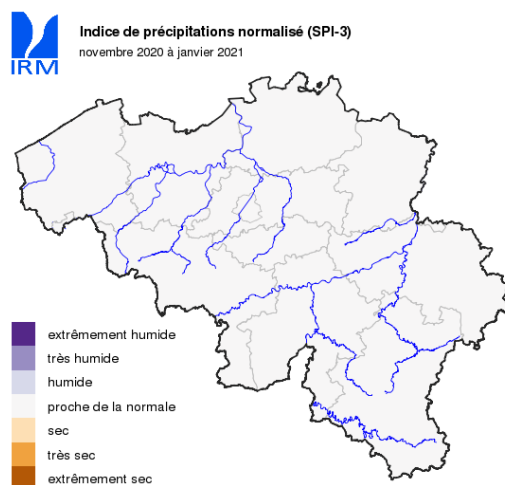 Indice de précipitations normalisé (SPI-3)
novembre 2020 à janvier 2021
IRM
extrêmement humide
très humide
humide
proche de la normale
sec
très sec
extrêmement sec